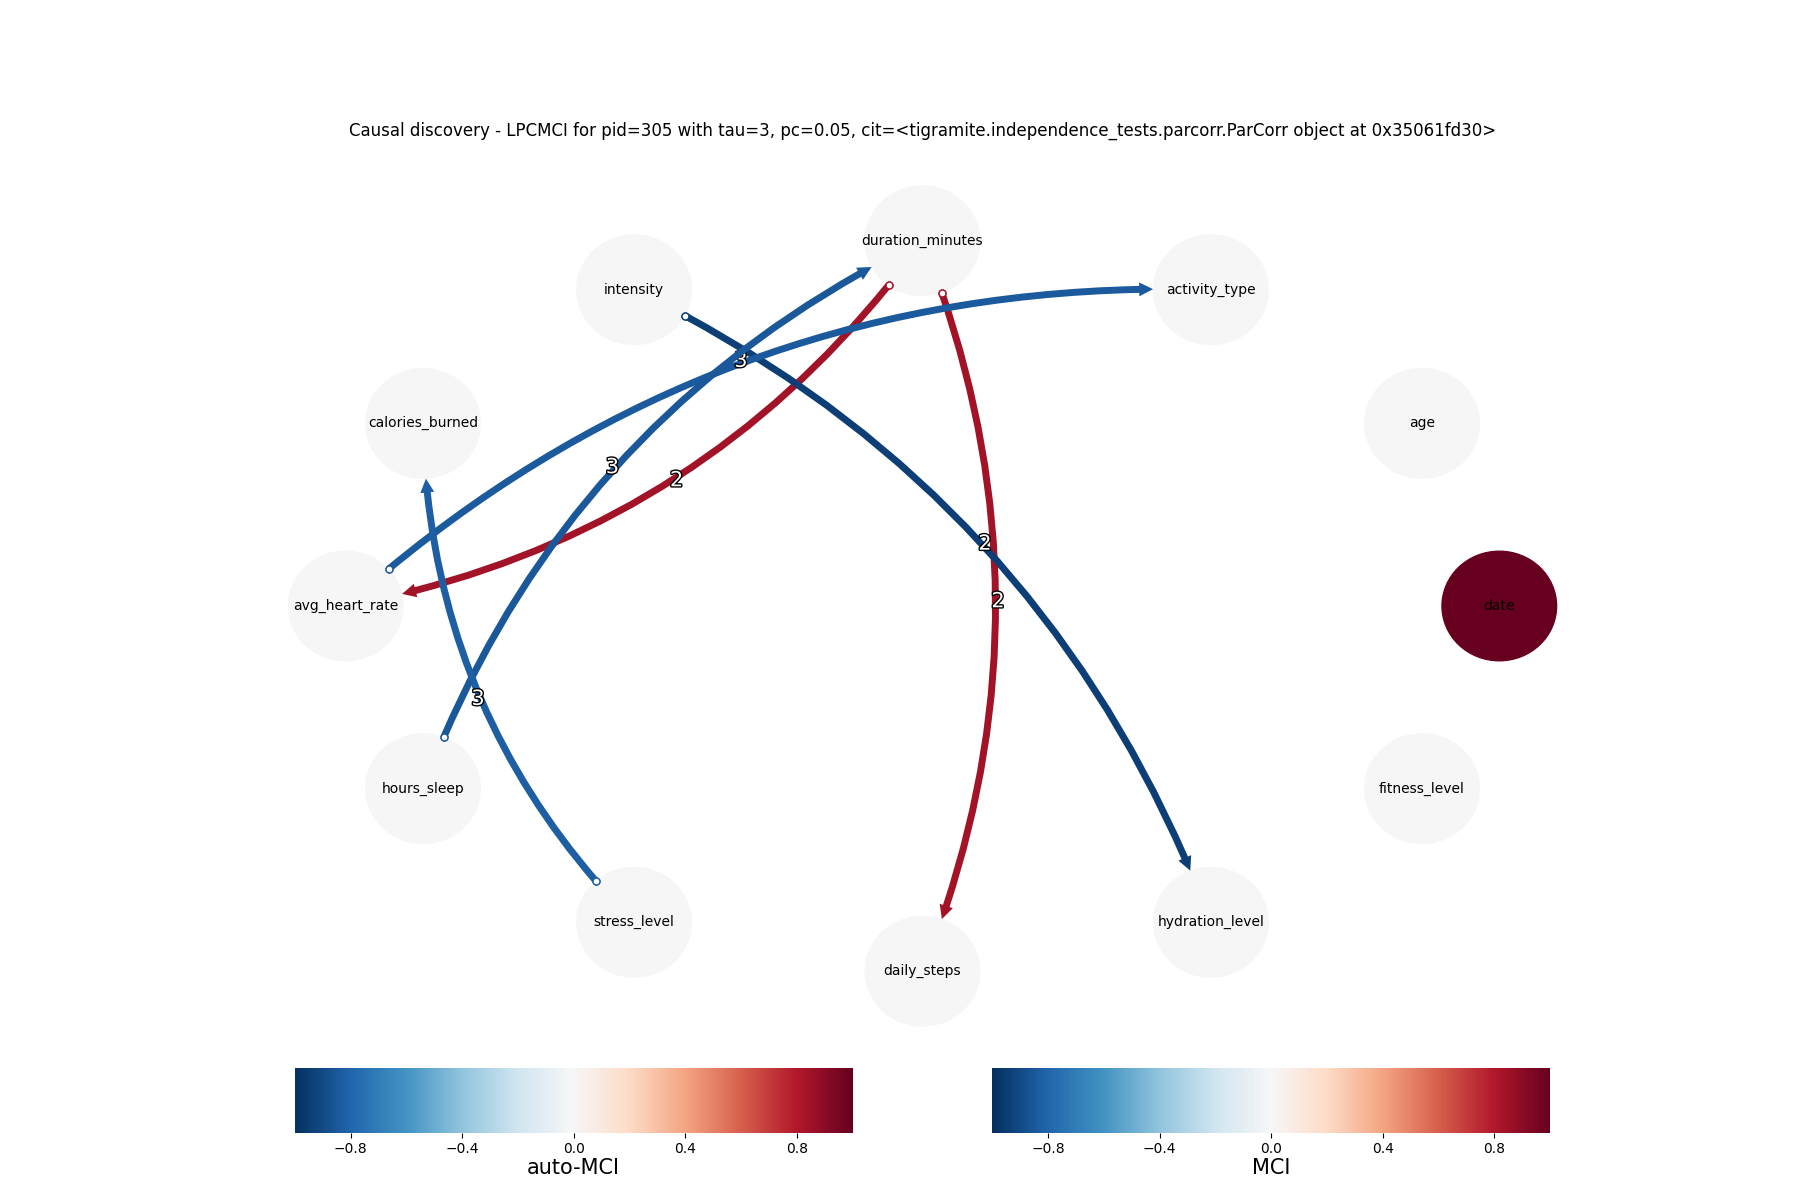 Causal discovery - LPCMCI for pid=305 with tau=3, pc=0.05, cit=<tigramite.independence_tests.parcorr.ParCorr object at 0x35061fd30>
duration_minutes
intensity
activity_type
3
calories_burned
age
3
2
2
2
avg_heart_rate
date
3
hours_sleep
fitness_level
stress_level
hydration_level
daily_steps
−0.8 −0.4 0.0 0.4 0.8
auto-MCI
−0.8 −0.4 0.0 0.4 0.8
MCI